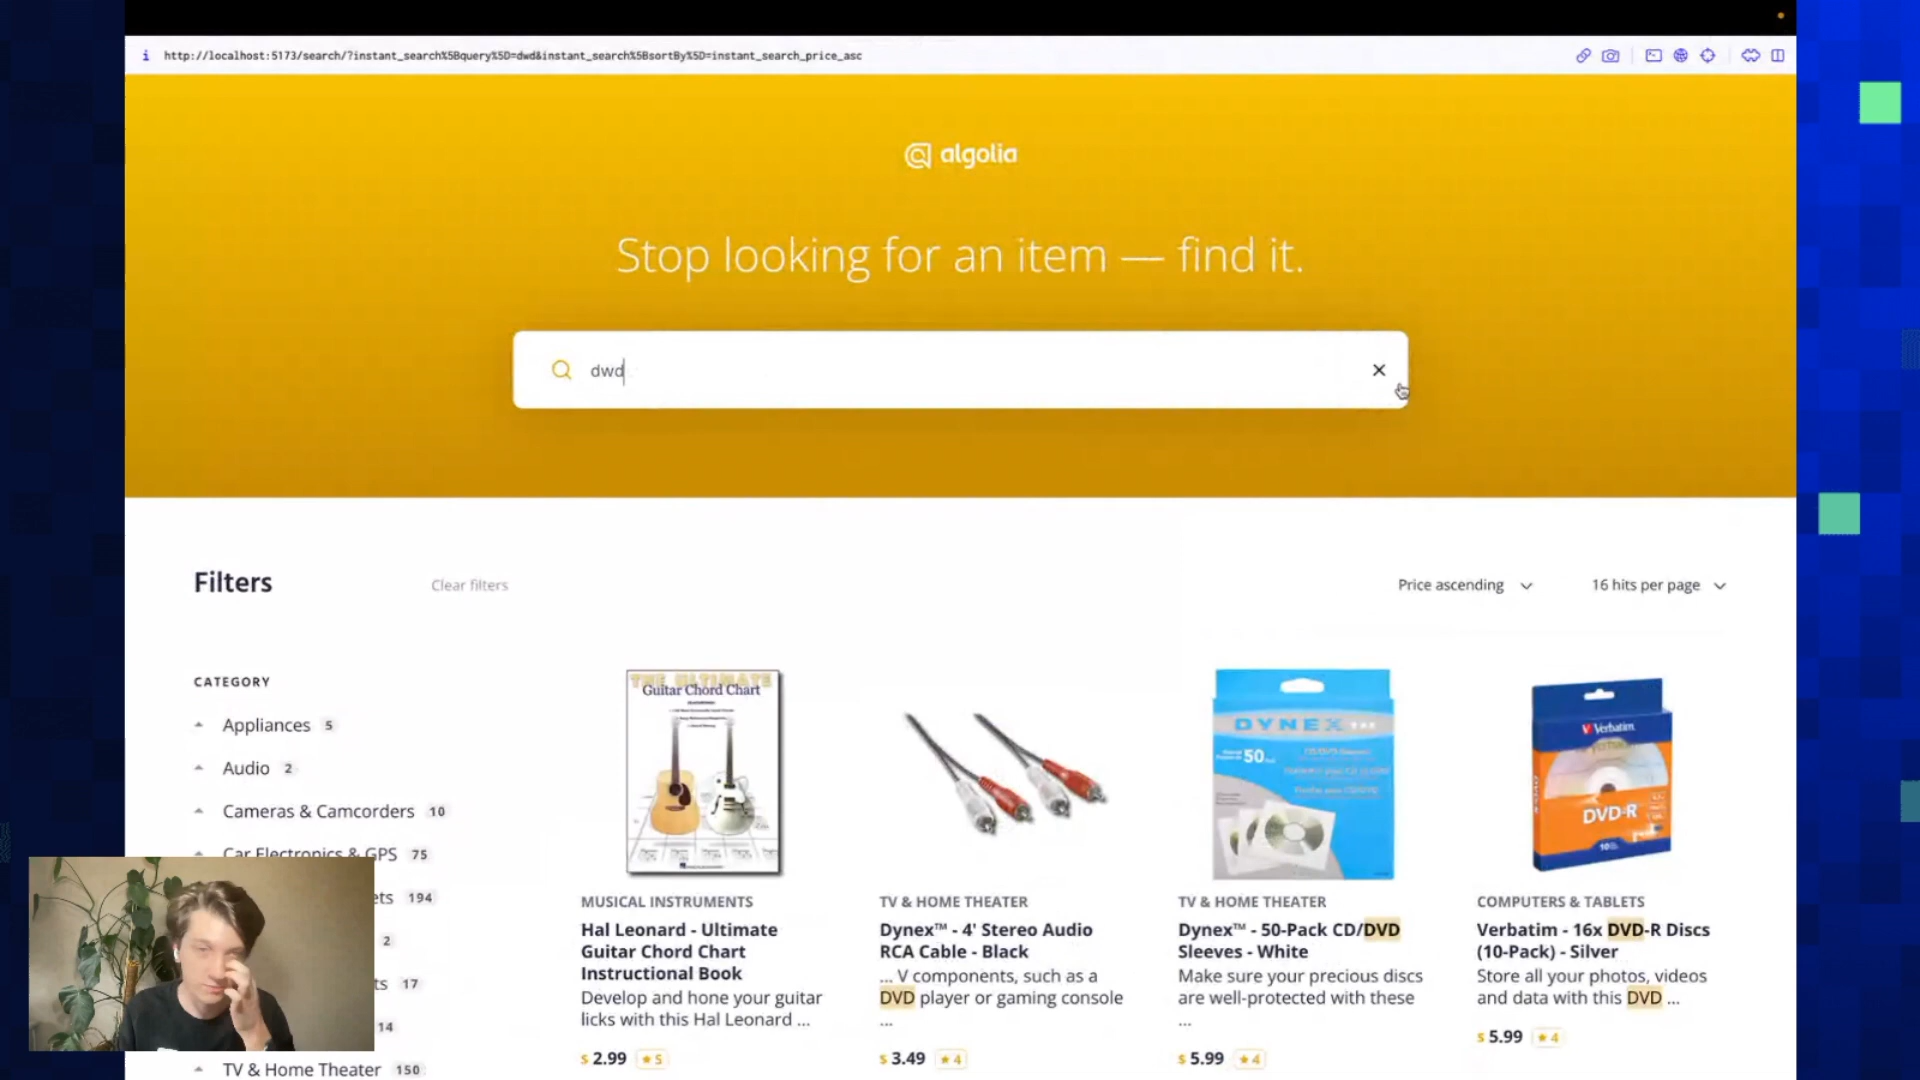 http://localhost:5173/search/?instant_search%5Bquery%5D=dwd&instant_search%5BsortBy%5D=instant_search_price_asc
algolia
Stop looking for an item — find it.
dwd
Filters
Clear filters
Price ascending
16 hits per page
CATEGORY
Appliances 5
Audio 2
Cameras & Camcorders 10
Car Electronics & GPS 75
ets 194
2
ts 17
14
TV & Home Theater 150
THE ULTIMATE
Guitar Chord Chart
MUSICAL INSTRUMENTS
Hal Leonard - Ultimate
Guitar Chord Chart
Instructional Book
Develop and hone your guitar
licks with this Hal Leonard ...
$ 2.99 ★ 5
TV & HOME THEATER
Dynex™ - 4' Stereo Audio
RCA Cable - Black
... V components, such as a
DVD player or gaming console
...
$ 3.49 ★ 4
DYNEX
50
TV & HOME THEATER
Dynex™ - 50-Pack CD/DVD
Sleeves - White
Make sure your precious discs
are well-protected with these
...
$ 5.99 ★ 4
Verbatim
DVD-R
COMPUTERS & TABLETS
Verbatim - 16x DVD-R Discs
(10-Pack) - Silver
Store all your photos, videos
and data with this DVD ...
$ 5.99 ★ 4